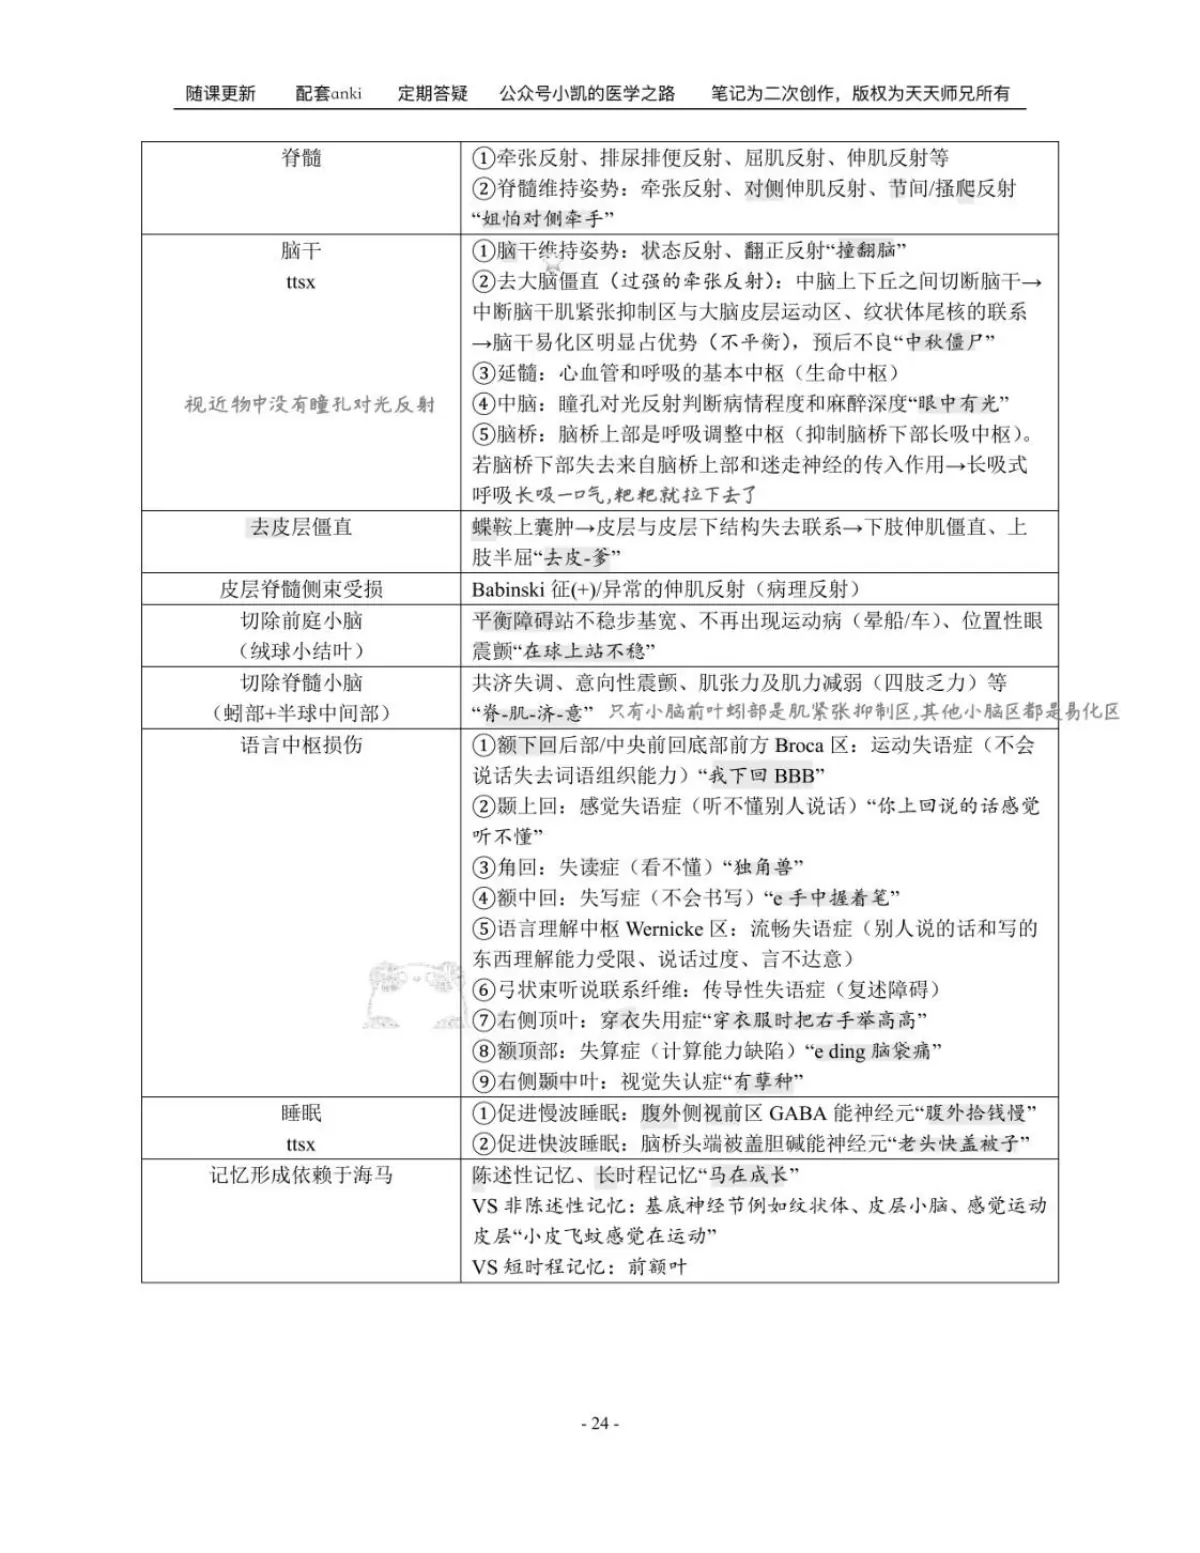 随课更新 配套anki 定期答疑 公众号小凯的医学之路 笔记为二次创作，版权为天天师兄所有
脊髓
①牵张反射、排尿排便反射、屈肌反射、伸肌反射等
②脊髓维持姿势：牵张反射、对侧伸肌反射、节间/搔爬反射
“姐怕对侧牵手”
脑干
ttsx
视近物中没有瞳孔对光反射
①脑干维持姿势：状态反射、翻正反射“撞翻脑”
②去大脑僵直（过强的牵张反射）：中脑上下丘之间切断脑干→
中断脑干肌紧张抑制区与大脑皮层运动区、纹状体尾核的联系
→脑干易化区明显占优势（不平衡），预后不良“中秋僵尸”
③延髓：心血管和呼吸的基本中枢（生命中枢）
④中脑：瞳孔对光反射判断病情程度和麻醉深度“眼中有光”
⑤脑桥：脑桥上部是呼吸调整中枢（抑制脑桥下部长吸中枢）。
若脑桥下部失去来自脑桥上部和迷走神经的传入作用→长吸式
呼吸长吸一口气,粑粑就拉下去了
去皮层僵直
蝶鞍上囊肿→皮层与皮层下结构失去联系→下肢伸肌僵直、上
肢半屈“去皮-爹”
皮层脊髓侧束受损
Babinski 征(+)/异常的伸肌反射（病理反射）
切除前庭小脑
（绒球小结叶）
平衡障碍站不稳步基宽、不再出现运动病（晕船/车）、位置性眼
震颤“在球上站不稳”
切除脊髓小脑
（蚓部+半球中间部）
共济失调、意向性震颤、肌张力及肌力减弱（四肢乏力）等
“脊-肌-济-意” 只有小脑前叶蚓部是肌紧张抑制区,其他小脑区都是易化区
语言中枢损伤
①额下回后部/中央前回底部前方 Broca 区：运动失语症（不会
说话失去词语组织能力）“我下回 BBB”
②颞上回：感觉失语症（听不懂别人说话）“你上回说的话感觉
听不懂”
③角回：失读症（看不懂）“独角兽”
④额中回：失写症（不会书写）“e 手中握着笔”
⑤语言理解中枢 Wernicke 区：流畅失语症（别人说的话和写的
东西理解能力受限、说话过度、言不达意）
⑥弓状束听说联系纤维：传导性失语症（复述障碍）
⑦右侧顶叶：穿衣失用症“穿衣服时把右手举高高”
⑧额顶部：失算症（计算能力缺陷）“e ding 脑袋痛”
⑨右侧颞中叶：视觉失认症“有孽种”
睡眠
ttsx
①促进慢波睡眠：腹外侧视前区 GABA 能神经元“腹外拾钱慢”
②促进快波睡眠：脑桥头端被盖胆碱能神经元“老头快盖被子”
记忆形成依赖于海马
陈述性记忆、长时程记忆“马在成长”
VS 非陈述性记忆：基底神经节例如纹状体、皮层小脑、感觉运动
皮层“小皮飞蚊感觉在运动”
VS 短时程记忆：前额叶
- 24 -